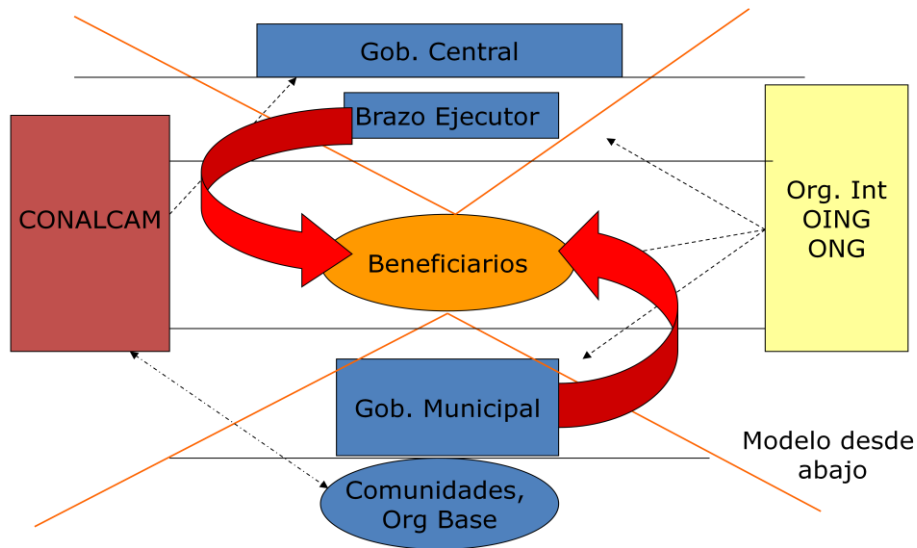 Gob. Central
Brazo Ejecutor
CONALCAM
Org. Int
OING
ONG
Beneficiarios
Gob. Municipal
Modelo desde
abajo
Comunidades,
Org Base